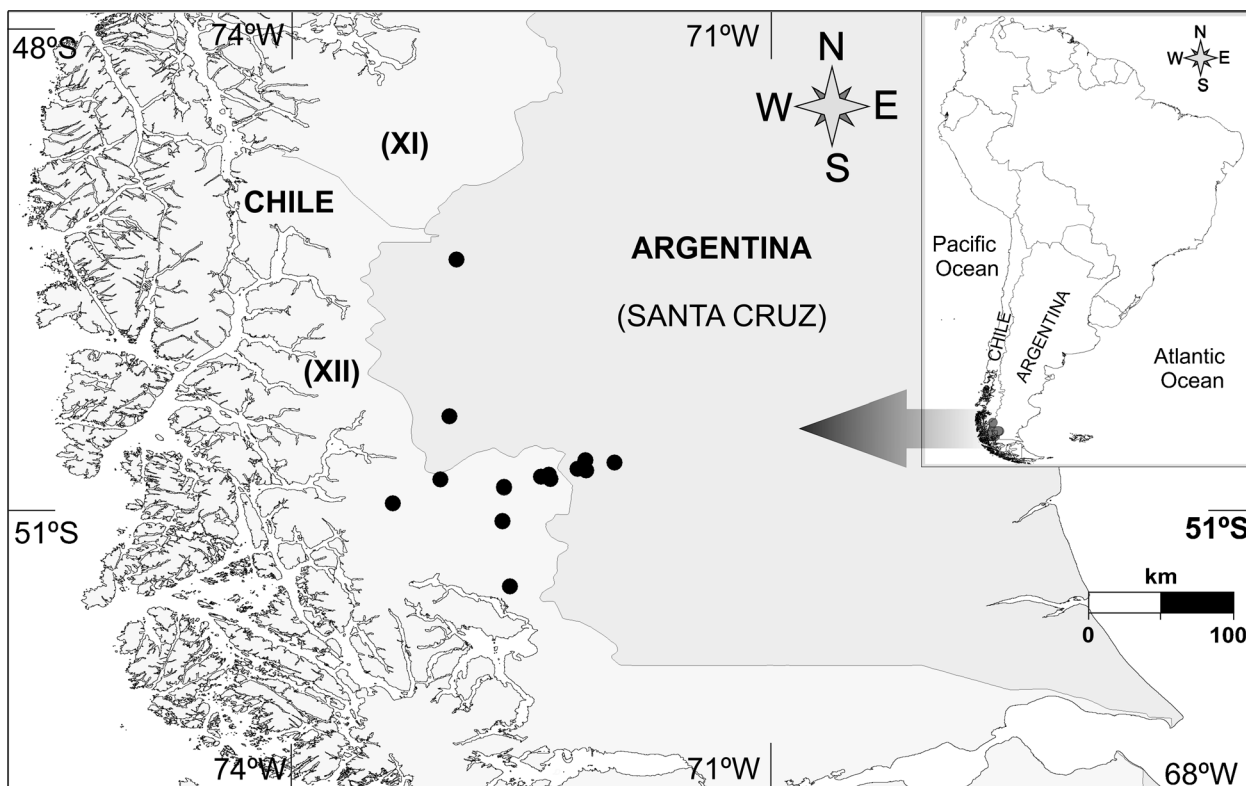 74ºW
71ºW
48ºS
N
W
E
S
N
W
E
S
(XI)
CHILE
ARGENTINA
(SANTA CRUZ)
Pacific
Ocean
CHILE
ARGENTINA
Atlantic
Ocean
(XII)
51ºS
51ºS
km
0
100
74ºW
71ºW
68ºW